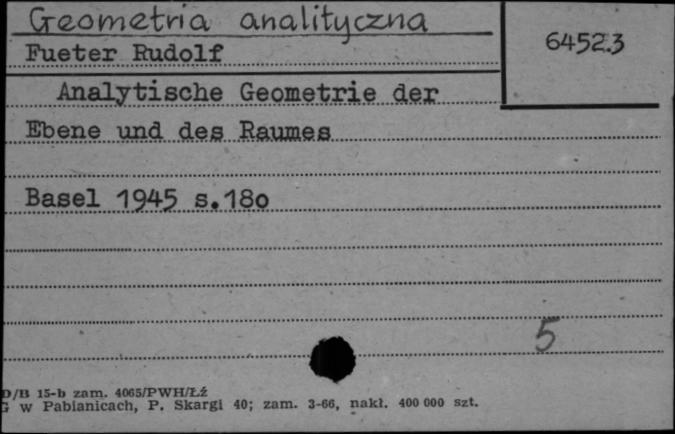 Geometria analityczna
64523
Fueter Rudolf
Analytische Geometrie der
Ebene und des Raumes
Basel 1945 s.180
5
D/B 15-b zam. 4065/PWH/Łź
G w Pabianicach, P. Skargi 40; zam. 3-66, nakł. 400 000 szt.